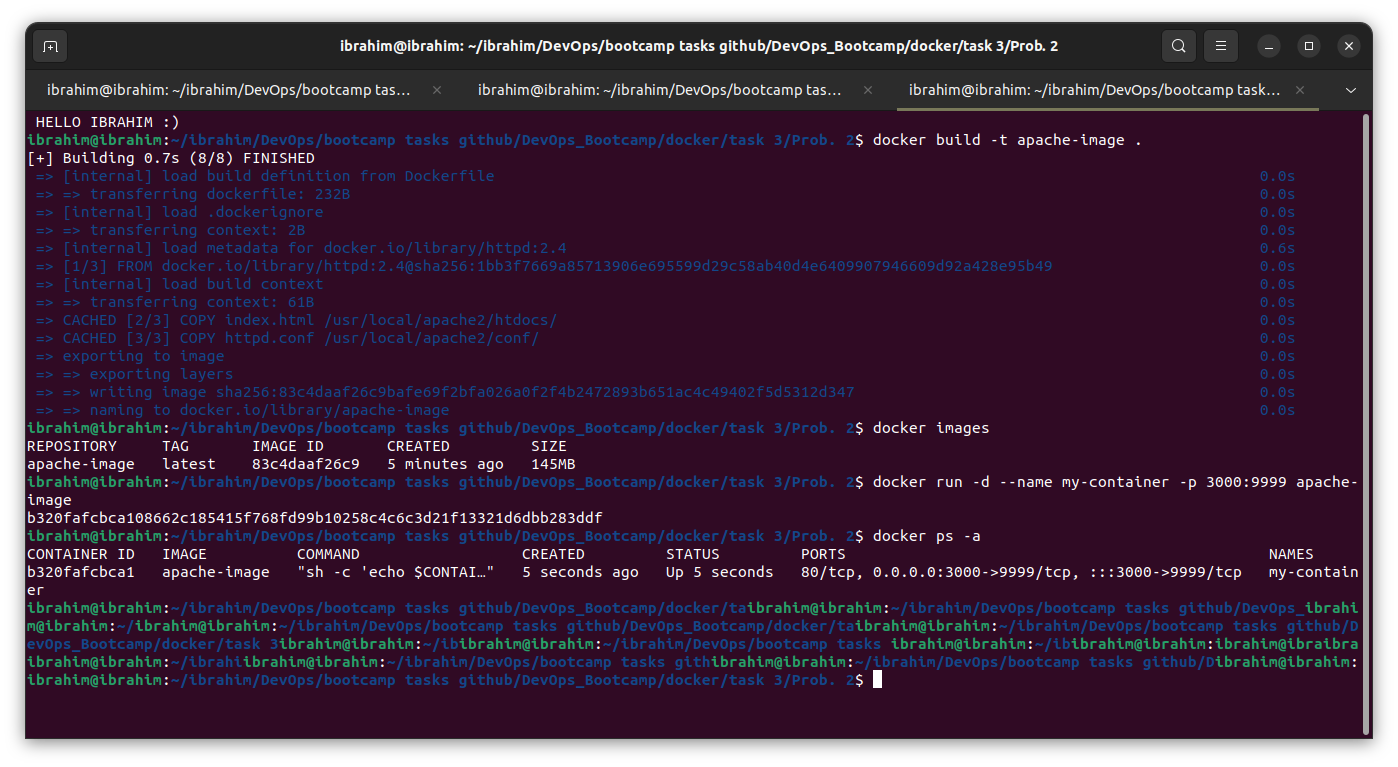 ibrahim@ibrahim: ~/ibrahim/DevOps/bootcamp tasks github/DevOps_Bootcamp/docker/task 3/Prob. 2
ibrahim@ibrahim: ~/ibrahim/DevOps/bootcamp tas...
ibrahim@ibrahim: ~/ibrahim/DevOps/bootcamp tas...
ibrahim@ibrahim: ~/ibrahim/DevOps/bootcamp task...
HELLO IBRAHIM :)
ibrahim@ibrahim:~/ibrahim/DevOps/bootcamp tasks github/DevOps_Bootcamp/docker/task 3/Prob. 2$ docker build -t apache-image .
[+] Building 0.7s (8/8) FINISHED
=> [internal] load build definition from Dockerfile 0.0s
=> => transferring dockerfile: 232B 0.0s
=> [internal] load .dockerignore 0.0s
=> => transferring context: 2B 0.0s
=> [internal] load metadata for docker.io/library/httpd:2.4 0.6s
=> [1/3] FROM docker.io/library/httpd:2.4@sha256:1bb3f7669a85713906e695599d29c58ab40d4e6409907946609d92a428e95b49 0.0s
=> [internal] load build context 0.0s
=> => transferring context: 61B 0.0s
=> CACHED [2/3] COPY index.html /usr/local/apache2/htdocs/ 0.0s
=> CACHED [3/3] COPY httpd.conf /usr/local/apache2/conf/ 0.0s
=> exporting to image 0.0s
=> => exporting layers 0.0s
=> => writing image sha256:83c4daaf26c9bafe69f2bfa026a0f2f4b2472893b651ac4c49402f5d5312d347 0.0s
=> => naming to docker.io/library/apache-image 0.0s
ibrahim@ibrahim:~/ibrahim/DevOps/bootcamp tasks github/DevOps_Bootcamp/docker/task 3/Prob. 2$ docker images
REPOSITORY TAG IMAGE ID CREATED SIZE
apache-image latest 83c4daaf26c9 5 minutes ago 145MB
ibrahim@ibrahim:~/ibrahim/DevOps/bootcamp tasks github/DevOps_Bootcamp/docker/task 3/Prob. 2$ docker run -d --name my-container -p 3000:9999 apache-
image
b320fafcbca108662c185415f768fd99b10258c4c6c3d21f13321d6dbb283ddf
ibrahim@ibrahim:~/ibrahim/DevOps/bootcamp tasks github/DevOps_Bootcamp/docker/task 3/Prob. 2$ docker ps -a
CONTAINER ID IMAGE COMMAND CREATED STATUS PORTS NAMES
b320fafcbca1 apache-image "sh -c 'echo $CONTAI…" 5 seconds ago Up 5 seconds 80/tcp, 0.0.0.0:3000->9999/tcp, :::3000->9999/tcp my-contain
er
ibrahim@ibrahim:~/ibrahim/DevOps/bootcamp tasks github/DevOps_Bootcamp/docker/taibrahim@ibrahim:~/ibrahim/DevOps/bootcamp tasks github/DevOps_ibrahi
m@ibrahim:~/ibrahim@ibrahim:~/ibrahim/DevOps/bootcamp tasks github/DevOps_Bootcamp/docker/taibrahim@ibrahim:~/ibrahim/DevOps/bootcamp tasks github/D
evOps_Bootcamp/docker/task 3ibrahim@ibrahim:~/ibibrahim@ibrahim:~/ibrahim/DevOps/bootcamp tasks ibrahim@ibrahim:~/ibibrahim@ibrahim:ibrahim@ibraibra
ibrahim@ibrahim:~/ibrahiibrahim@ibrahim:~/ibrahim/DevOps/bootcamp tasks githibrahim@ibrahim:~/ibrahim/DevOps/bootcamp tasks github/Dibrahim@ibrahim:
ibrahim@ibrahim:~/ibrahim/DevOps/bootcamp tasks github/DevOps_Bootcamp/docker/task 3/Prob. 2$